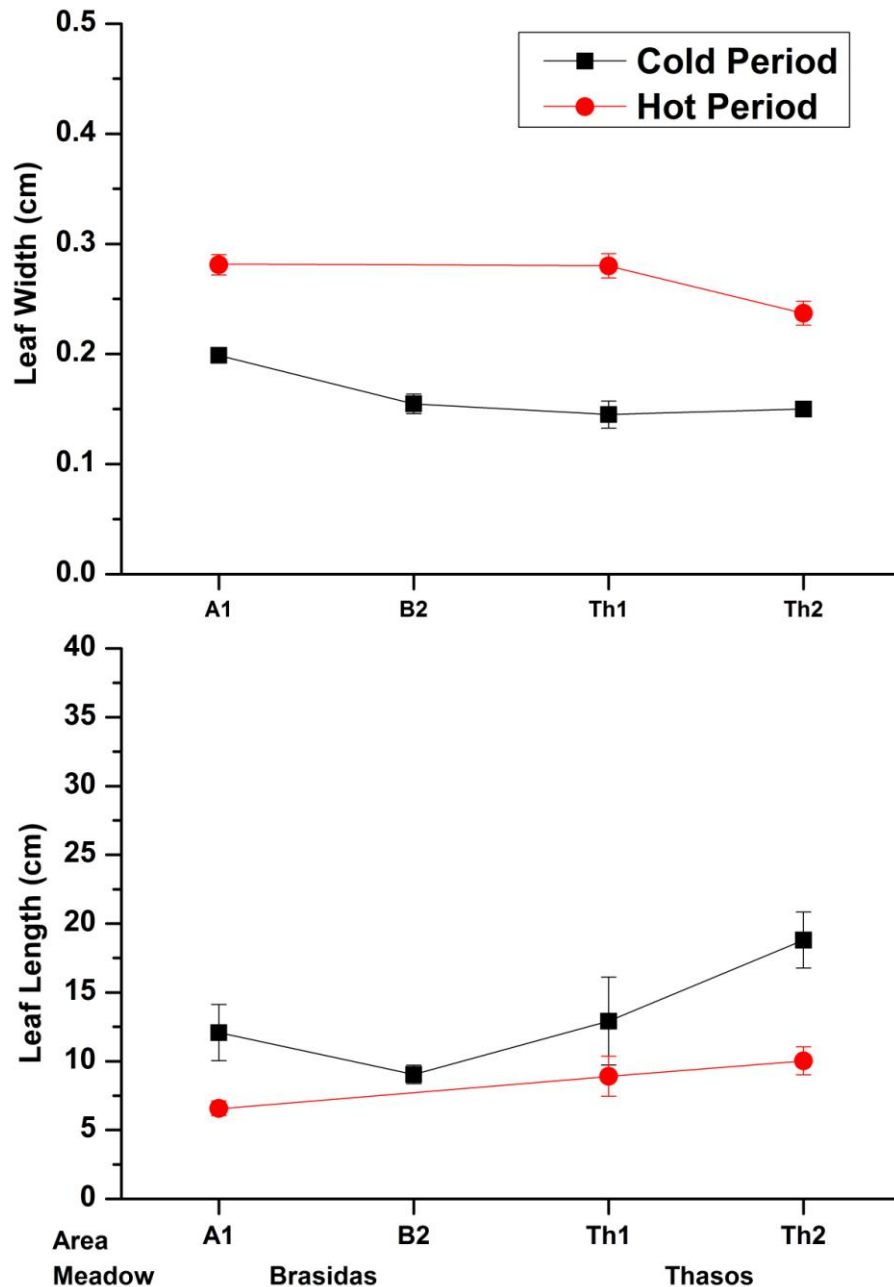 0.5
Cold Period
Hot Period
0.4
0.3
0.2
0.1
0.0
Leaf Width (cm)
A1 B2 Th1 Th2
40
35
30
25
20
15
10
5
0
Leaf Length (cm)
Area A1 B2 Th1 Th2
Meadow Brasidas Thasos